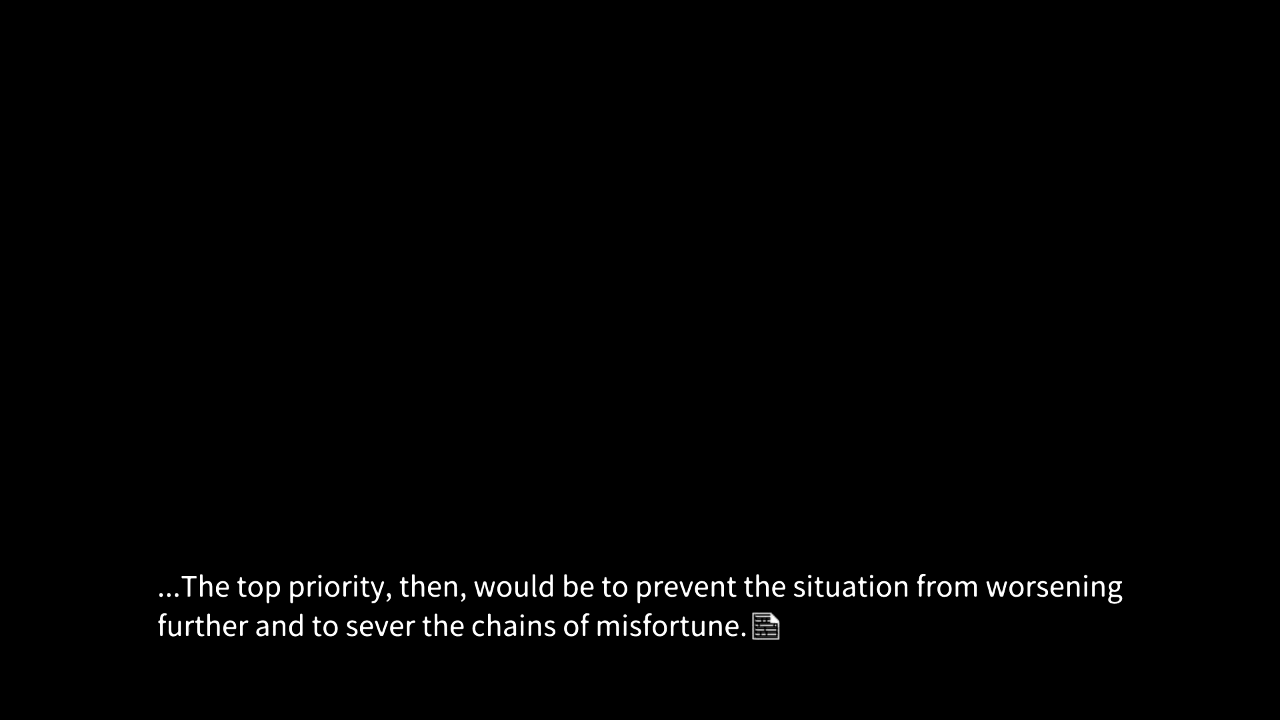 ...The top priority, then, would be to prevent the situation from worsening
further and to sever the chains of misfortune.